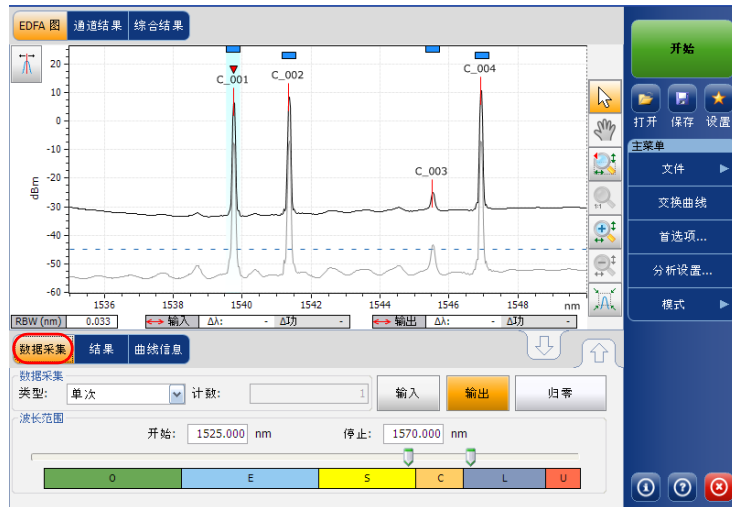 EDFA 图 通道结果 综合结果
开始
打开 保存 设置
主菜单
文件
交换曲线
首选项...
分析设置...
模式
C_001
C_002
C_003
C_004
1:1
dBm
20
10
0
-10
-20
-30
-40
-50
-60
1536 1538 1540 1542 1544 1546 1548 nm
RBW (nm) 0.033 输入 Δλ: - Δ功 - 输出 Δλ: - Δ功 -
数据采集 结果 曲线信息
数据采集
类型: 单次 计数: 1 输入 输出 归零
波长范围
开始: 1525.000 nm 停止: 1570.000 nm
O E S C L U